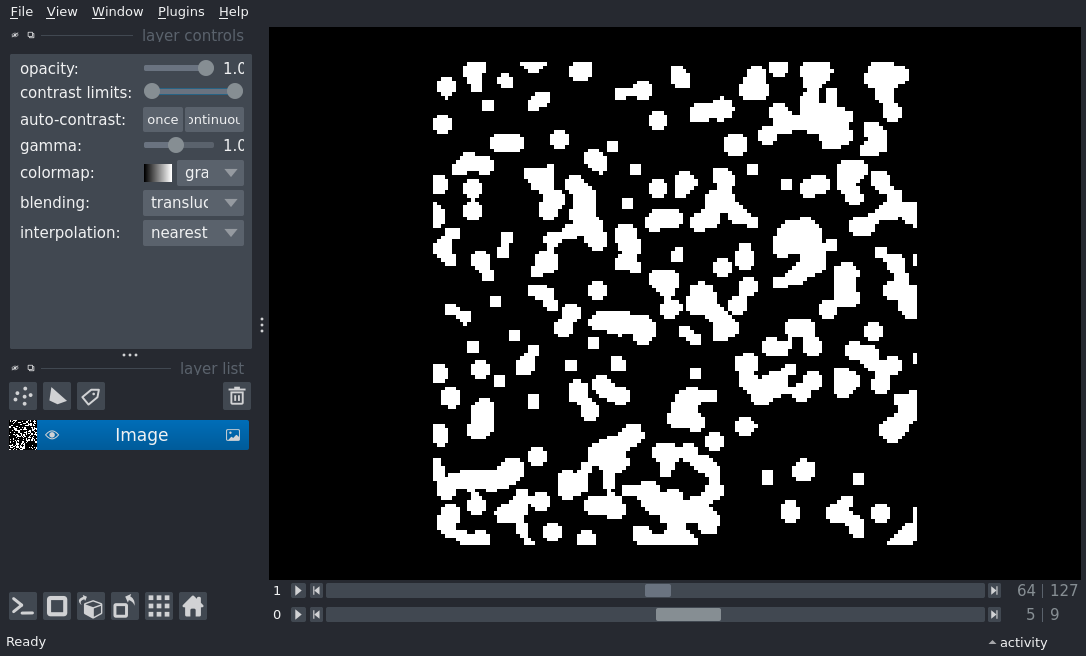 File View Window Plugins Help
layer controls
opacity: 1.0
contrast limits:
auto-contrast: once ontinuou
gamma: 1.0
colormap: gra
blending: transluc
interpolation: nearest
layer list
Image
1 64 | 127
0 5 | 9
Ready activity